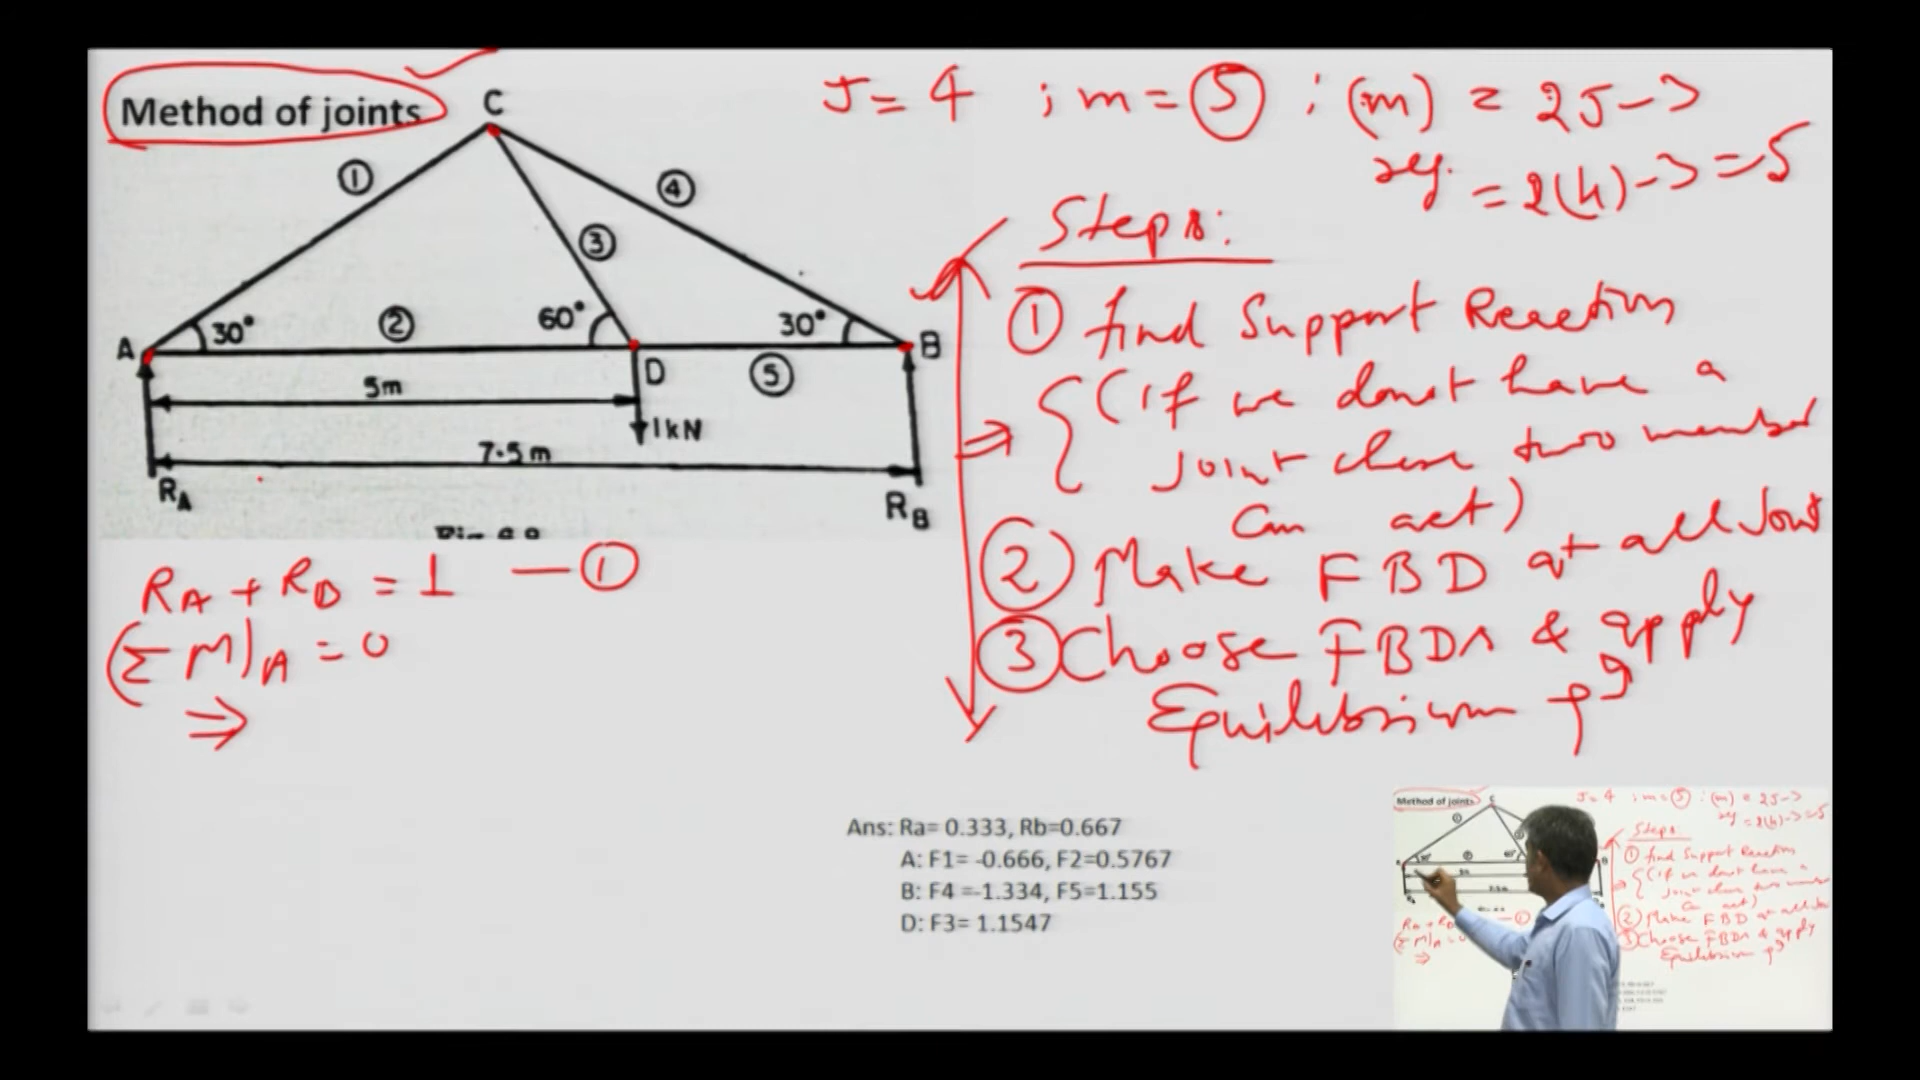 Method of joints
J = 4 ; m = 5 ; (m) = 2J-3
req. = 2(4)-3 = 5
C
1
4
3
A 30° 2 60° 30° B
D 5
5m
1kN
7.5m
RA
RB
RA + RB = 1 — 1
(ΣM)A = 0
⇒
Steps:
1 find Support Reaction
⇒ { (If we donot have a
joint where two member
can act)
2 Make FBD at all Joint
3 Choose FBDs & apply
Equilibrium
Ans: Ra= 0.333, Rb=0.667
A: F1= -0.666, F2=0.5767
B: F4 =-1.334, F5=1.155
D: F3= 1.1547